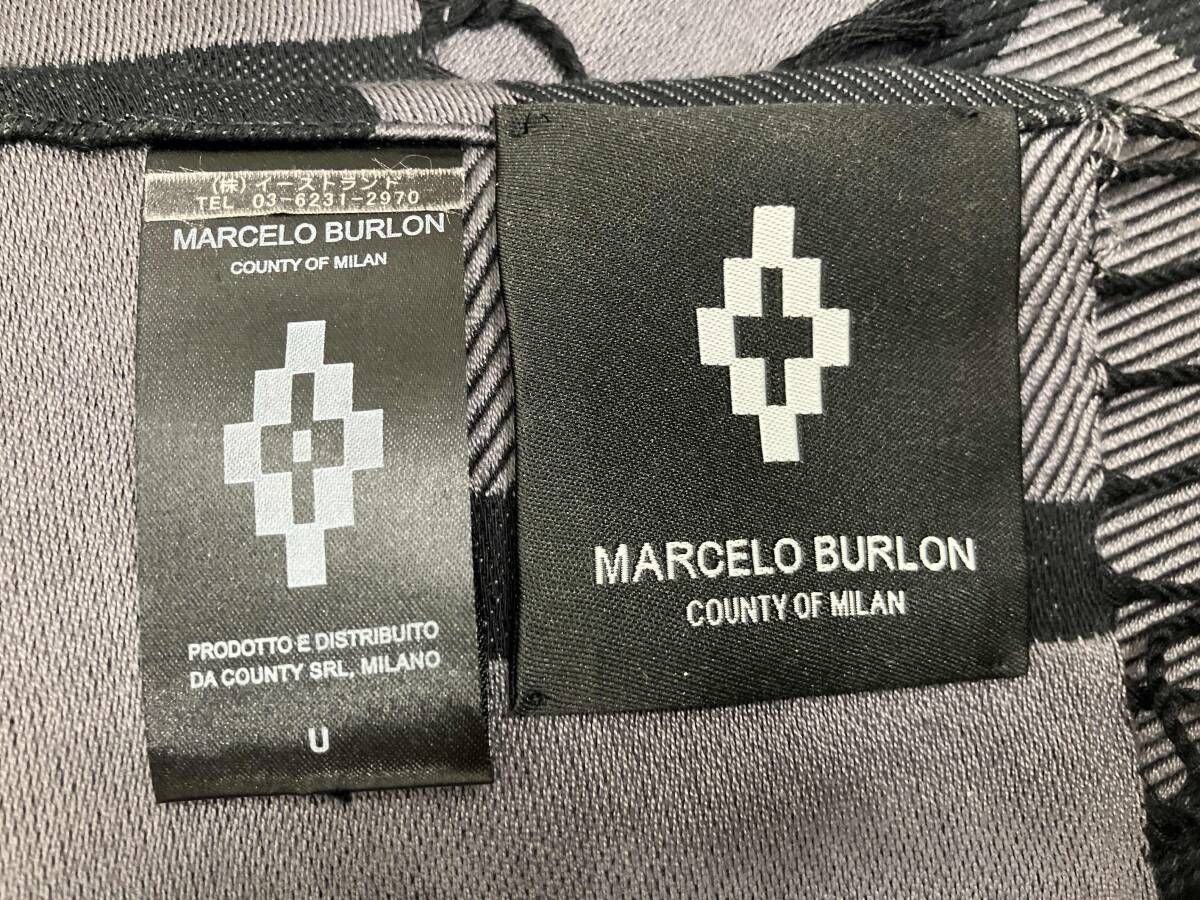 (株)イーストランド
TEL 03-6231-2970
MARCELO BURLON
COUNTY OF MILAN
PRODOTTO E DISTRIBUITO
DA COUNTY SRL, MILANO
U
MARCELO BURLON
COUNTY OF MILAN